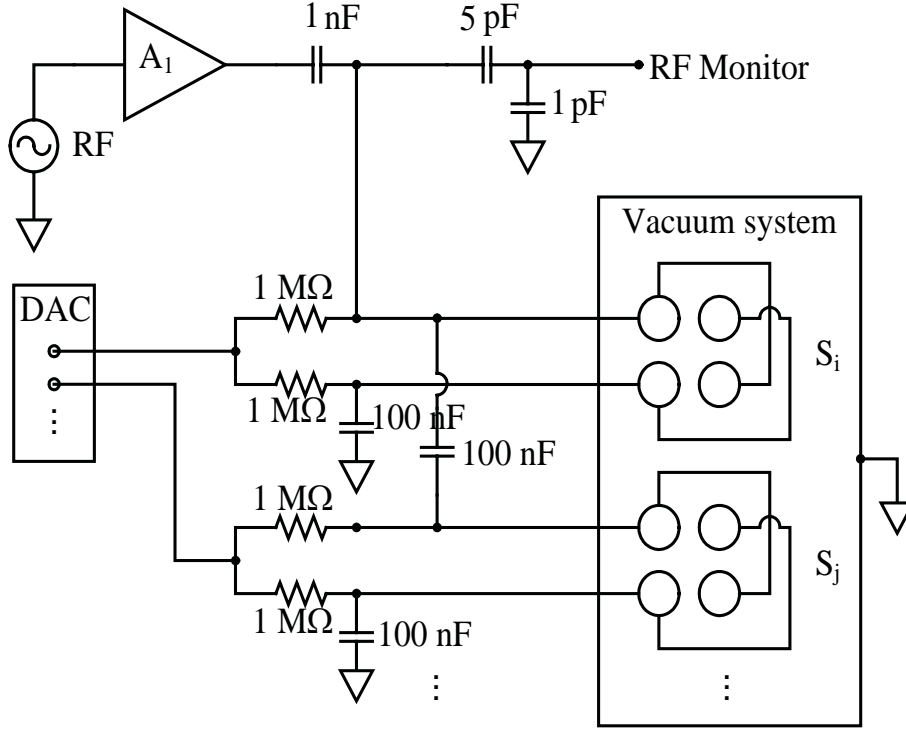 1 nF
5 pF
A1
RF Monitor
1 pF
RF
Vacuum system
1 MΩ
DAC
Si
1 MΩ
100 nF
⋮
100 nF
1 MΩ
Sj
1 MΩ
100 nF
⋮
⋮